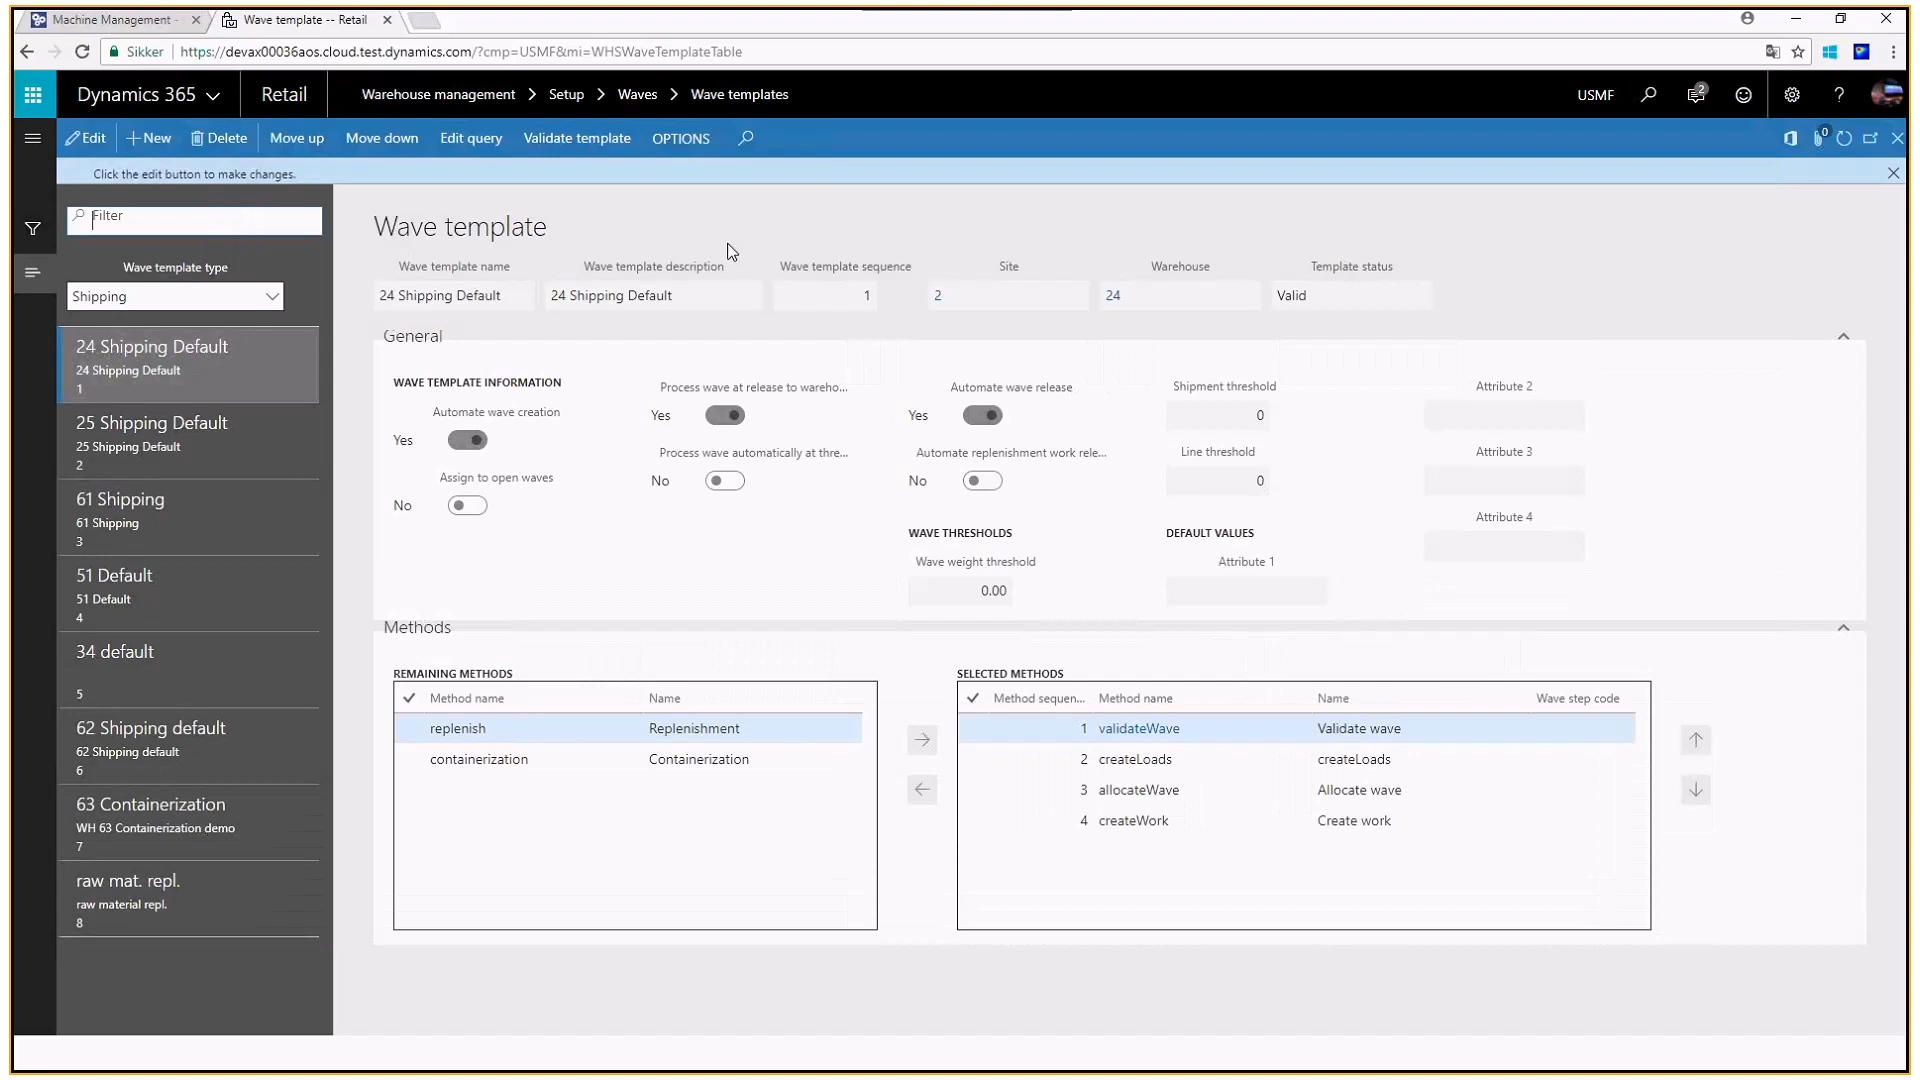 Machine Management -
Wave template -- Retail
Sikker https://devax00036aos.cloud.test.dynamics.com/?cmp=USMF&mi=WHSWaveTemplateTable
Dynamics 365 Retail Warehouse management > Setup > Waves > Wave templates USMF 2 ?
Edit + New Delete Move up Move down Edit query Validate template OPTIONS 0
Click the edit button to make changes.
Filter
Wave template type
Shipping
24 Shipping Default
24 Shipping Default
1
25 Shipping Default
25 Shipping Default
2
61 Shipping
61 Shipping
3
51 Default
51 Default
4
34 default
5
62 Shipping default
62 Shipping default
6
63 Containerization
WH 63 Containerization demo
7
raw mat. repl.
raw material repl.
8
Wave template
Wave template name Wave template description Wave template sequence Site Warehouse Template status
24 Shipping Default 24 Shipping Default 1 2 24 Valid
General
WAVE TEMPLATE INFORMATION
Automate wave creation
Yes
Assign to open waves
No
Process wave at release to wareho...
Yes
Process wave automatically at thre...
No
Automate wave release
Yes
Automate replenishment work rele...
No
WAVE THRESHOLDS
Wave weight threshold
0.00
Shipment threshold
0
Line threshold
0
DEFAULT VALUES
Attribute 1
Attribute 2
Attribute 3
Attribute 4
Methods
REMAINING METHODS
Method name Name
replenish Replenishment
containerization Containerization
SELECTED METHODS
Method sequen... Method name Name Wave step code
1 validateWave Validate wave
2 createLoads createLoads
3 allocateWave Allocate wave
4 createWork Create work